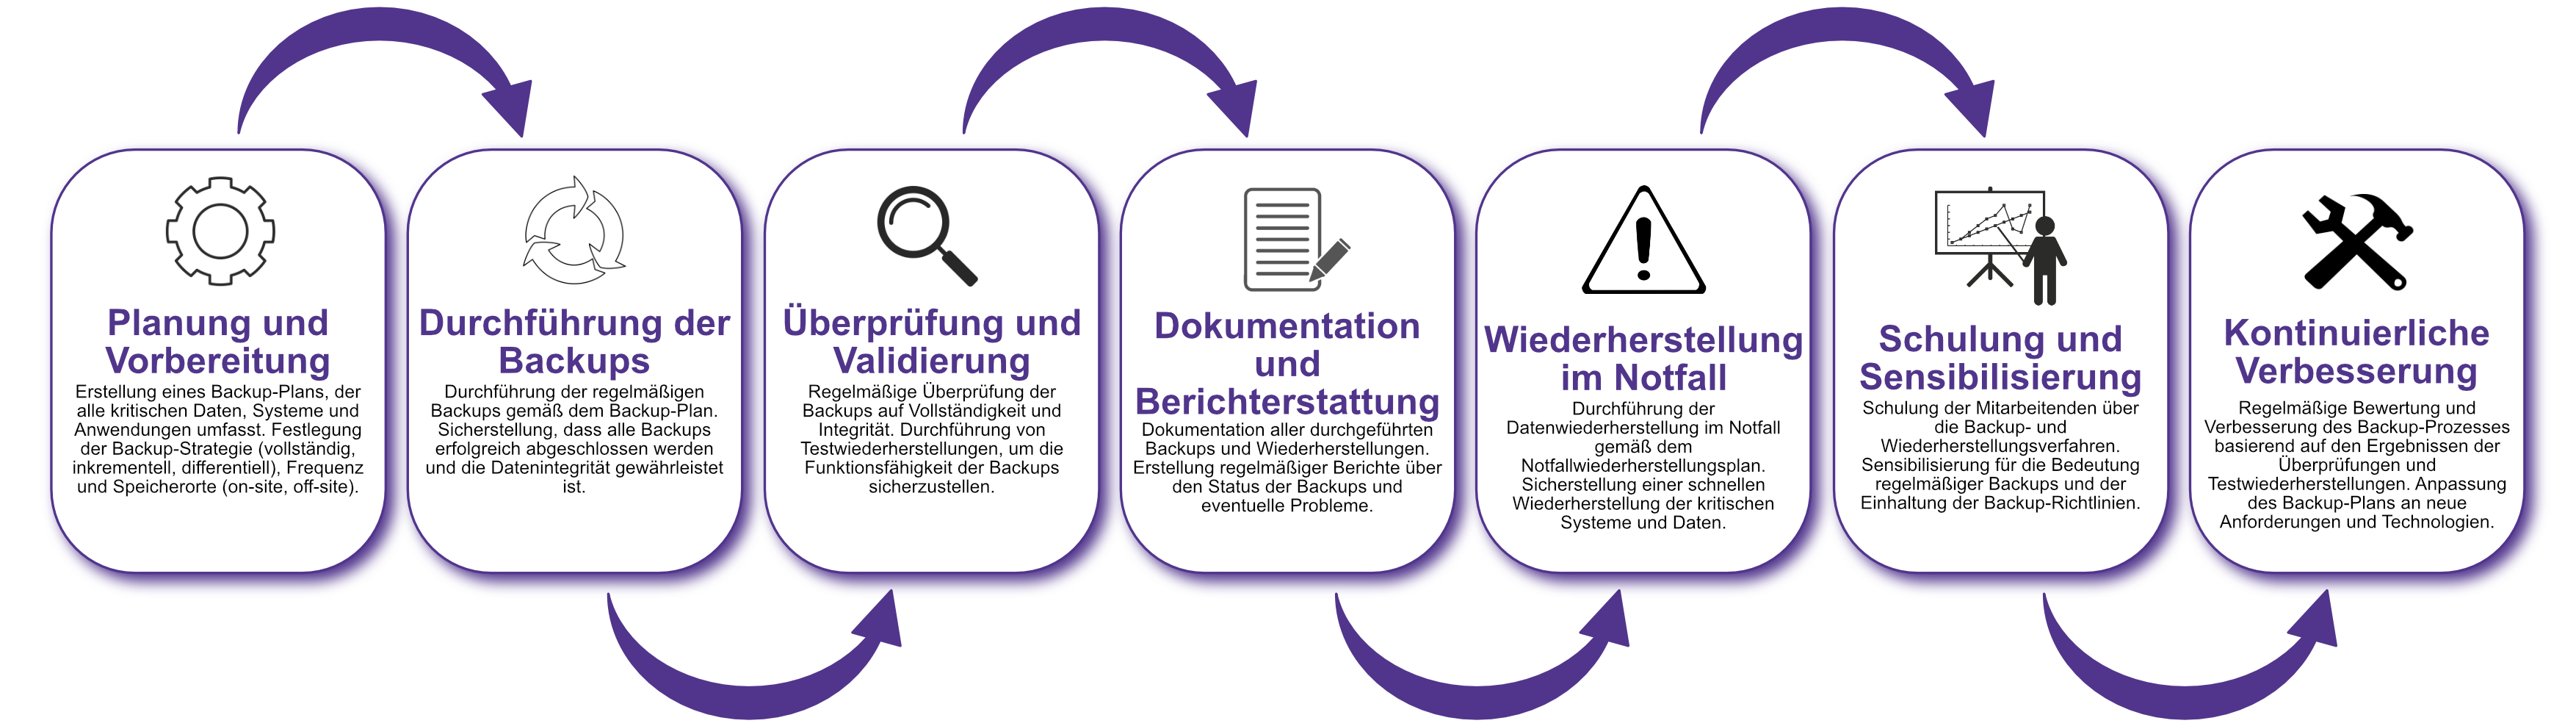 Planung und
Vorbereitung
Erstellung eines Backup-Plans, der
alle kritischen Daten, Systeme und
Anwendungen umfasst. Festlegung
der Backup-Strategie (vollständig,
inkrementell, differentiell), Frequenz
und Speicherorte (on-site, off-site).
Durchführung der
Backups
Durchführung der regelmäßigen
Backups gemäß dem Backup-Plan.
Sicherstellung, dass alle Backups
erfolgreich abgeschlossen werden
und die Datenintegrität gewährleistet
ist.
Überprüfung und
Validierung
Regelmäßige Überprüfung der
Backups auf Vollständigkeit und
Integrität. Durchführung von
Testwiederherstellungen, um die
Funktionsfähigkeit der Backups
sicherzustellen.
Dokumentation
und
Berichterstattung
Dokumentation aller durchgeführten
Backups und Wiederherstellungen.
Erstellung regelmäßiger Berichte über
den Status der Backups und
eventuelle Probleme.
Wiederherstellung
im Notfall
Durchführung der
Datenwiederherstellung im Notfall
gemäß dem
Notfallwiederherstellungsplan.
Sicherstellung einer schnellen
Wiederherstellung der kritischen
Systeme und Daten.
Schulung und
Sensibilisierung
Schulung der Mitarbeitenden über
die Backup- und
Wiederherstellungsverfahren.
Sensibilisierung für die Bedeutung
regelmäßiger Backups und der
Einhaltung der Backup-Richtlinien.
Kontinuierliche
Verbesserung
Regelmäßige Bewertung und
Verbesserung des Backup-Prozesses
basierend auf den Ergebnissen der
Überprüfungen und
Testwiederherstellungen. Anpassung
des Backup-Plans an neue
Anforderungen und Technologien.